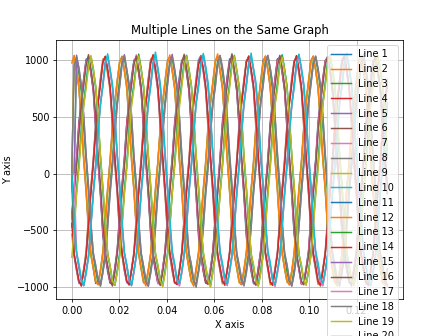 Multiple Lines on the Same Graph
Y axis
1000
500
0
−500
−1000
0.00
0.02
0.04
0.06
0.08
0.10
X axis
Line 1
Line 2
Line 3
Line 4
Line 5
Line 6
Line 7
Line 8
Line 9
Line 10
Line 11
Line 12
Line 13
Line 14
Line 15
Line 16
Line 17
Line 18
Line 19
Line 20